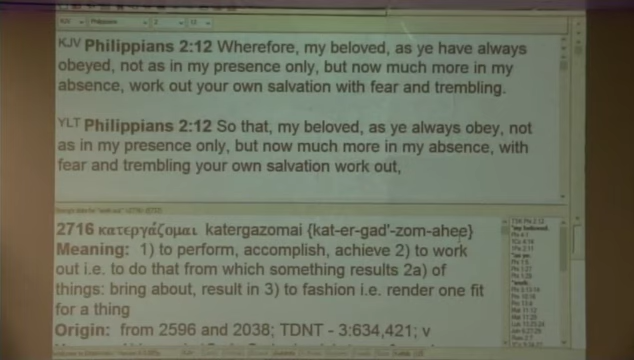 KJV Philippians 2:12 Wherefore, my beloved, as ye have always
obeyed, not as in my presence only, but now much more in my
absence, work out your own salvation with fear and trembling.
YLT Philippians 2:12 So that, my beloved, as ye always obey, not
as in my presence only, but now much more in my absence, with
fear and trembling your own salvation work out,
2716 κατεργάζομαι katergazomai {kat-er-gad'-zom-ahee}
Meaning: 1) to perform, accomplish, achieve 2) to work
out i.e. to do that from which something results 2a) of
things: bring about, result in 3) to fashion i.e. render one fit
for a thing
Origin: from 2596 and 2038; TDNT - 3:634,421; v